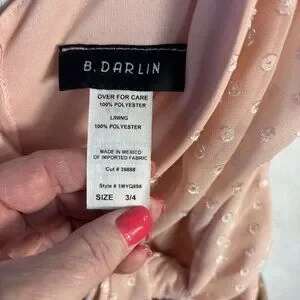 B. DARLIN
OVER FOR CARE
100% POLYESTER
LINING
100% POLYESTER
MADE IN MEXICO
OF IMPORTED FABRIC
Cut # 39888
Style # 1MYQ898
SIZE 3/4